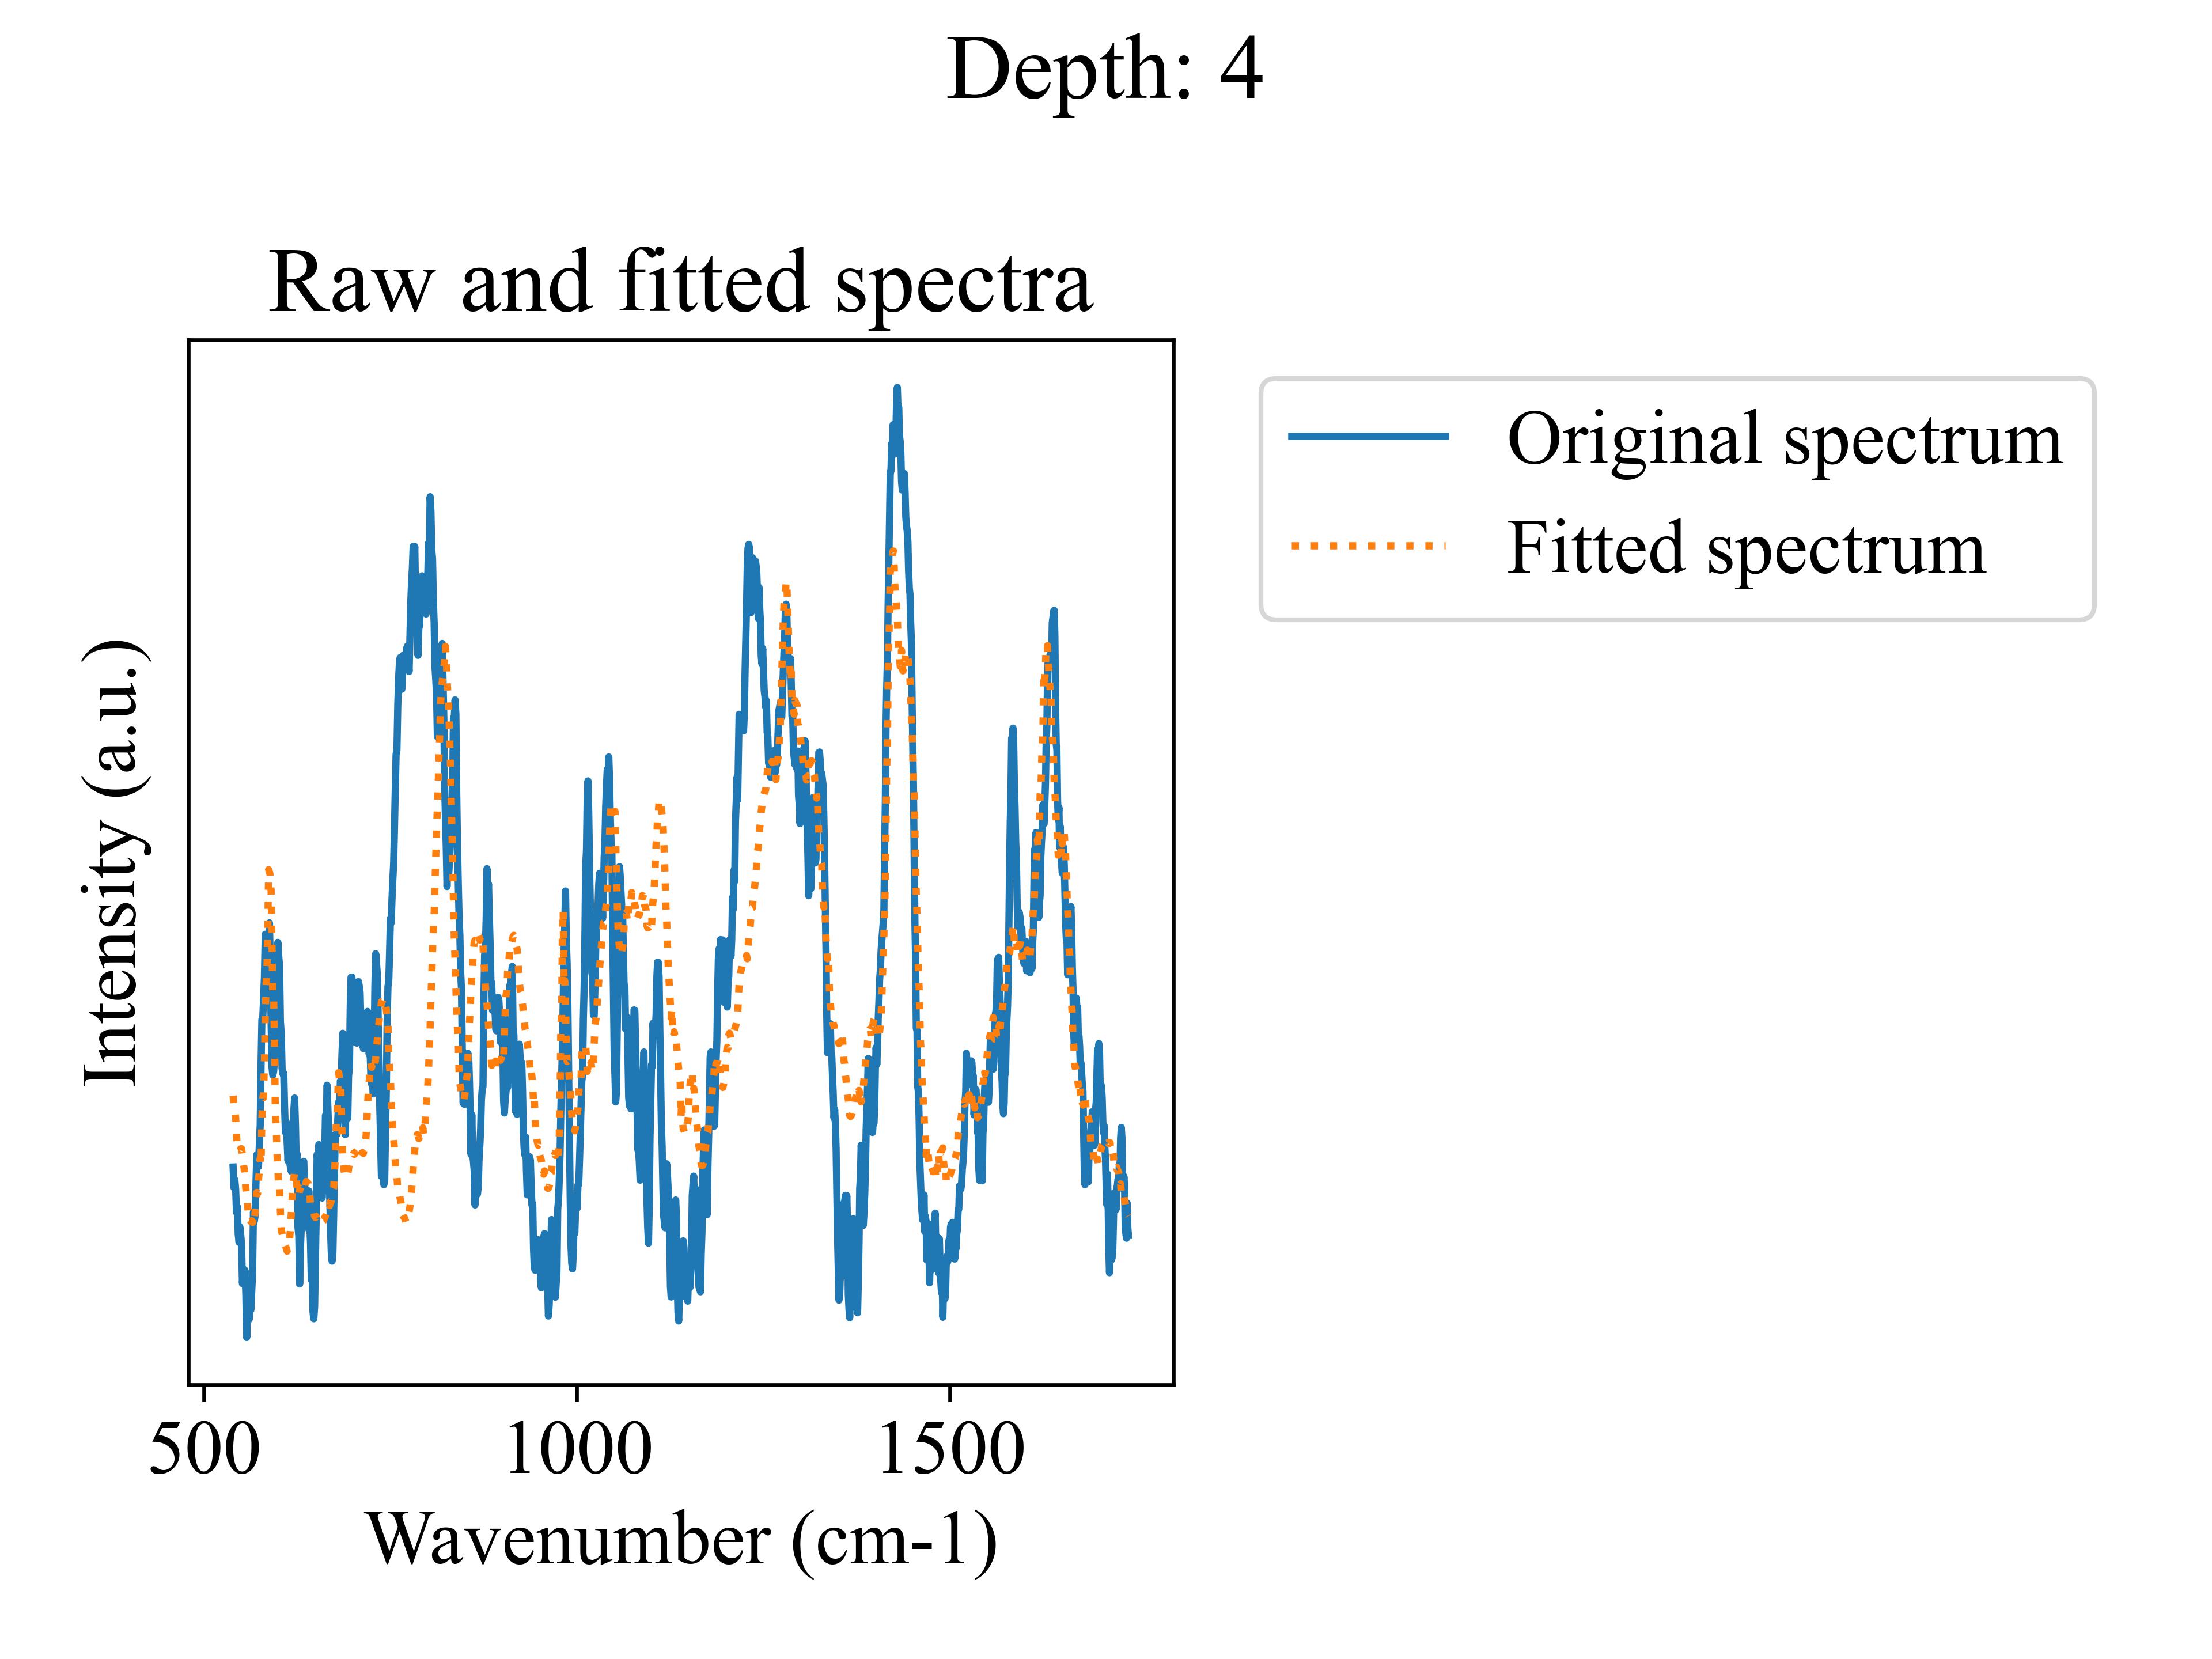 Depth: 4
Raw and fitted spectra
Original spectrum
Fitted spectrum
Intensity (a.u.)
500 1000 1500
Wavenumber (cm-1)